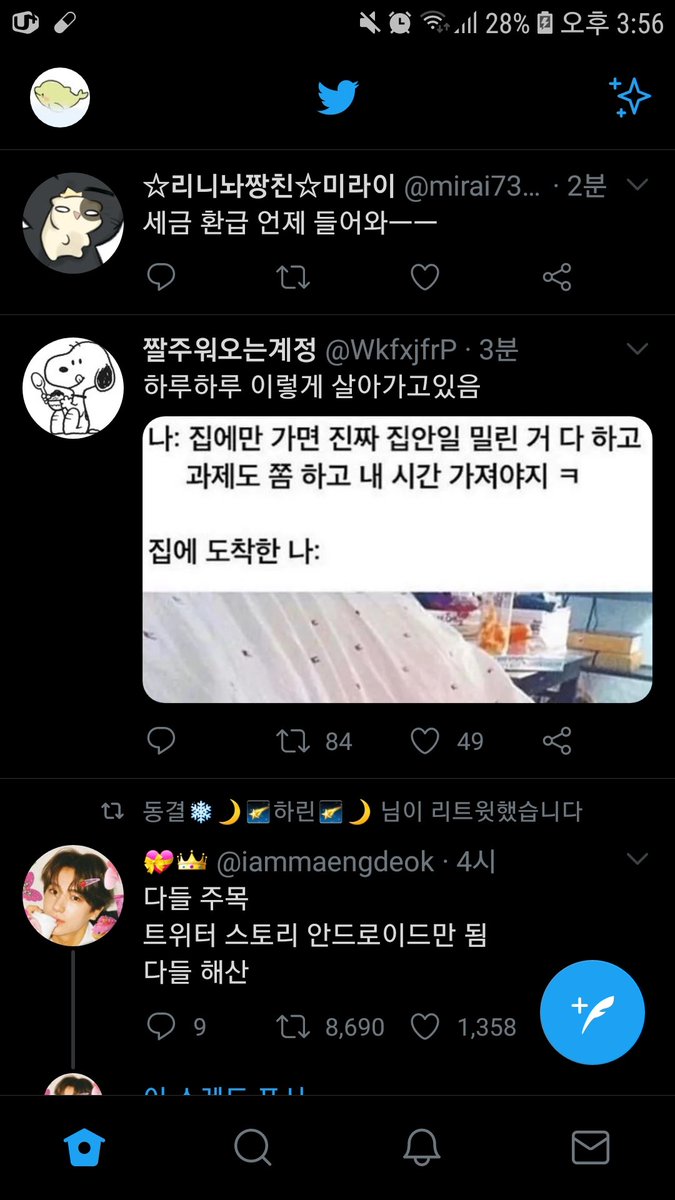 28% 오후 3:56
☆리니놔짱친☆미라이 @mirai73... · 2분
세금 환급 언제 들어와ㅡㅡ
짤주워오는계정 @WkfxjfrP · 3분
하루하루 이렇게 살아가고있음
나: 집에만 가면 진짜 집안일 밀린 거 다 하고
과제도 쫌 하고 내 시간 가져야지 ㅋ
집에 도착한 나:
84 49
동결❄️🌙🌠하린🌠🌙 님이 리트윗했습니다
💝👑 @iammaengdeok · 4시
다들 주목
트위터 스토리 안드로이드만 됨
다들 해산
9 8,690 1,358